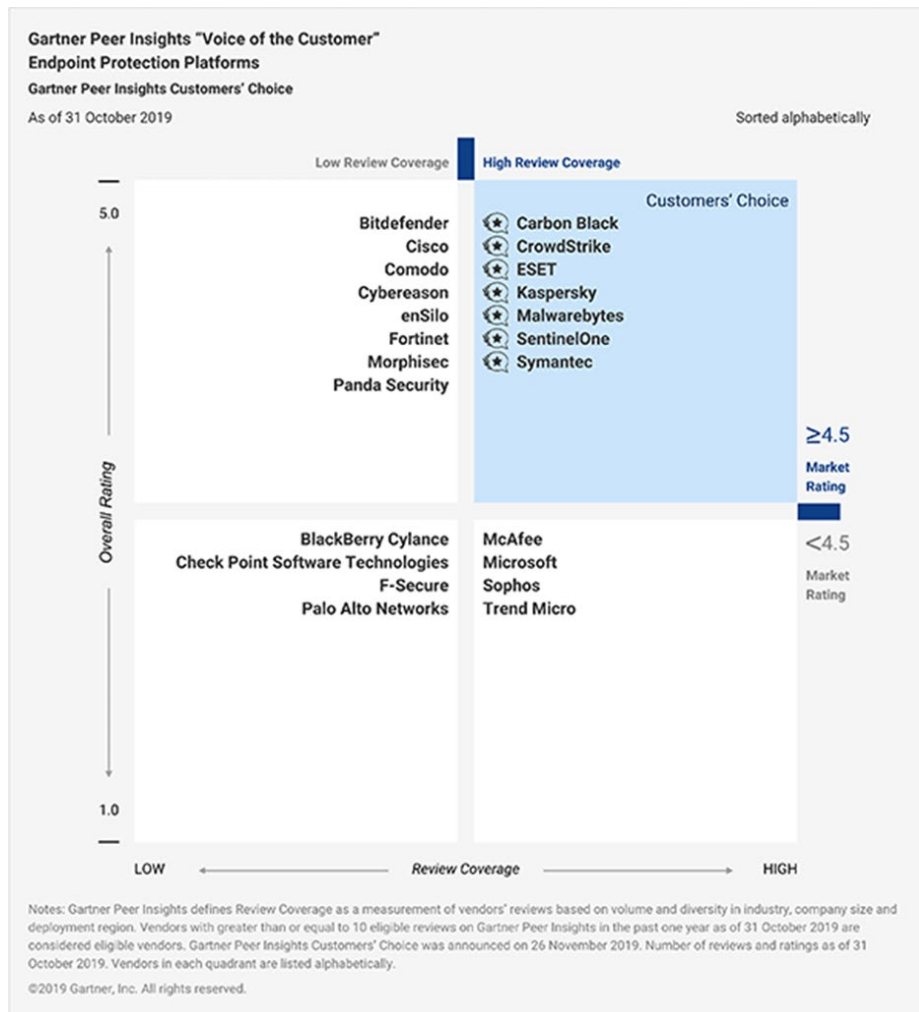 Gartner Peer Insights “Voice of the Customer”
Endpoint Protection Platforms
Gartner Peer Insights Customers’ Choice
As of 31 October 2019
Sorted alphabetically
Low Review Coverage
High Review Coverage
5.0
Overall Rating
1.0
Bitdefender
Cisco
Comodo
Cybereason
enSilo
Fortinet
Morphisec
Panda Security
Customers’ Choice
Carbon Black
CrowdStrike
ESET
Kaspersky
Malwarebytes
SentinelOne
Symantec
≥4.5
Market
Rating
<4.5
Market
Rating
BlackBerry Cylance
Check Point Software Technologies
F-Secure
Palo Alto Networks
McAfee
Microsoft
Sophos
Trend Micro
LOW
Review Coverage
HIGH
Notes: Gartner Peer Insights defines Review Coverage as a measurement of vendors’ reviews based on volume and diversity in industry, company size and
deployment region. Vendors with greater than or equal to 10 eligible reviews on Gartner Peer Insights in the past one year as of 31 October 2019 are
considered eligible vendors. Gartner Peer Insights Customers’ Choice was announced on 26 November 2019. Number of reviews and ratings as of 31
October 2019. Vendors in each quadrant are listed alphabetically.
©2019 Gartner, Inc. All rights reserved.